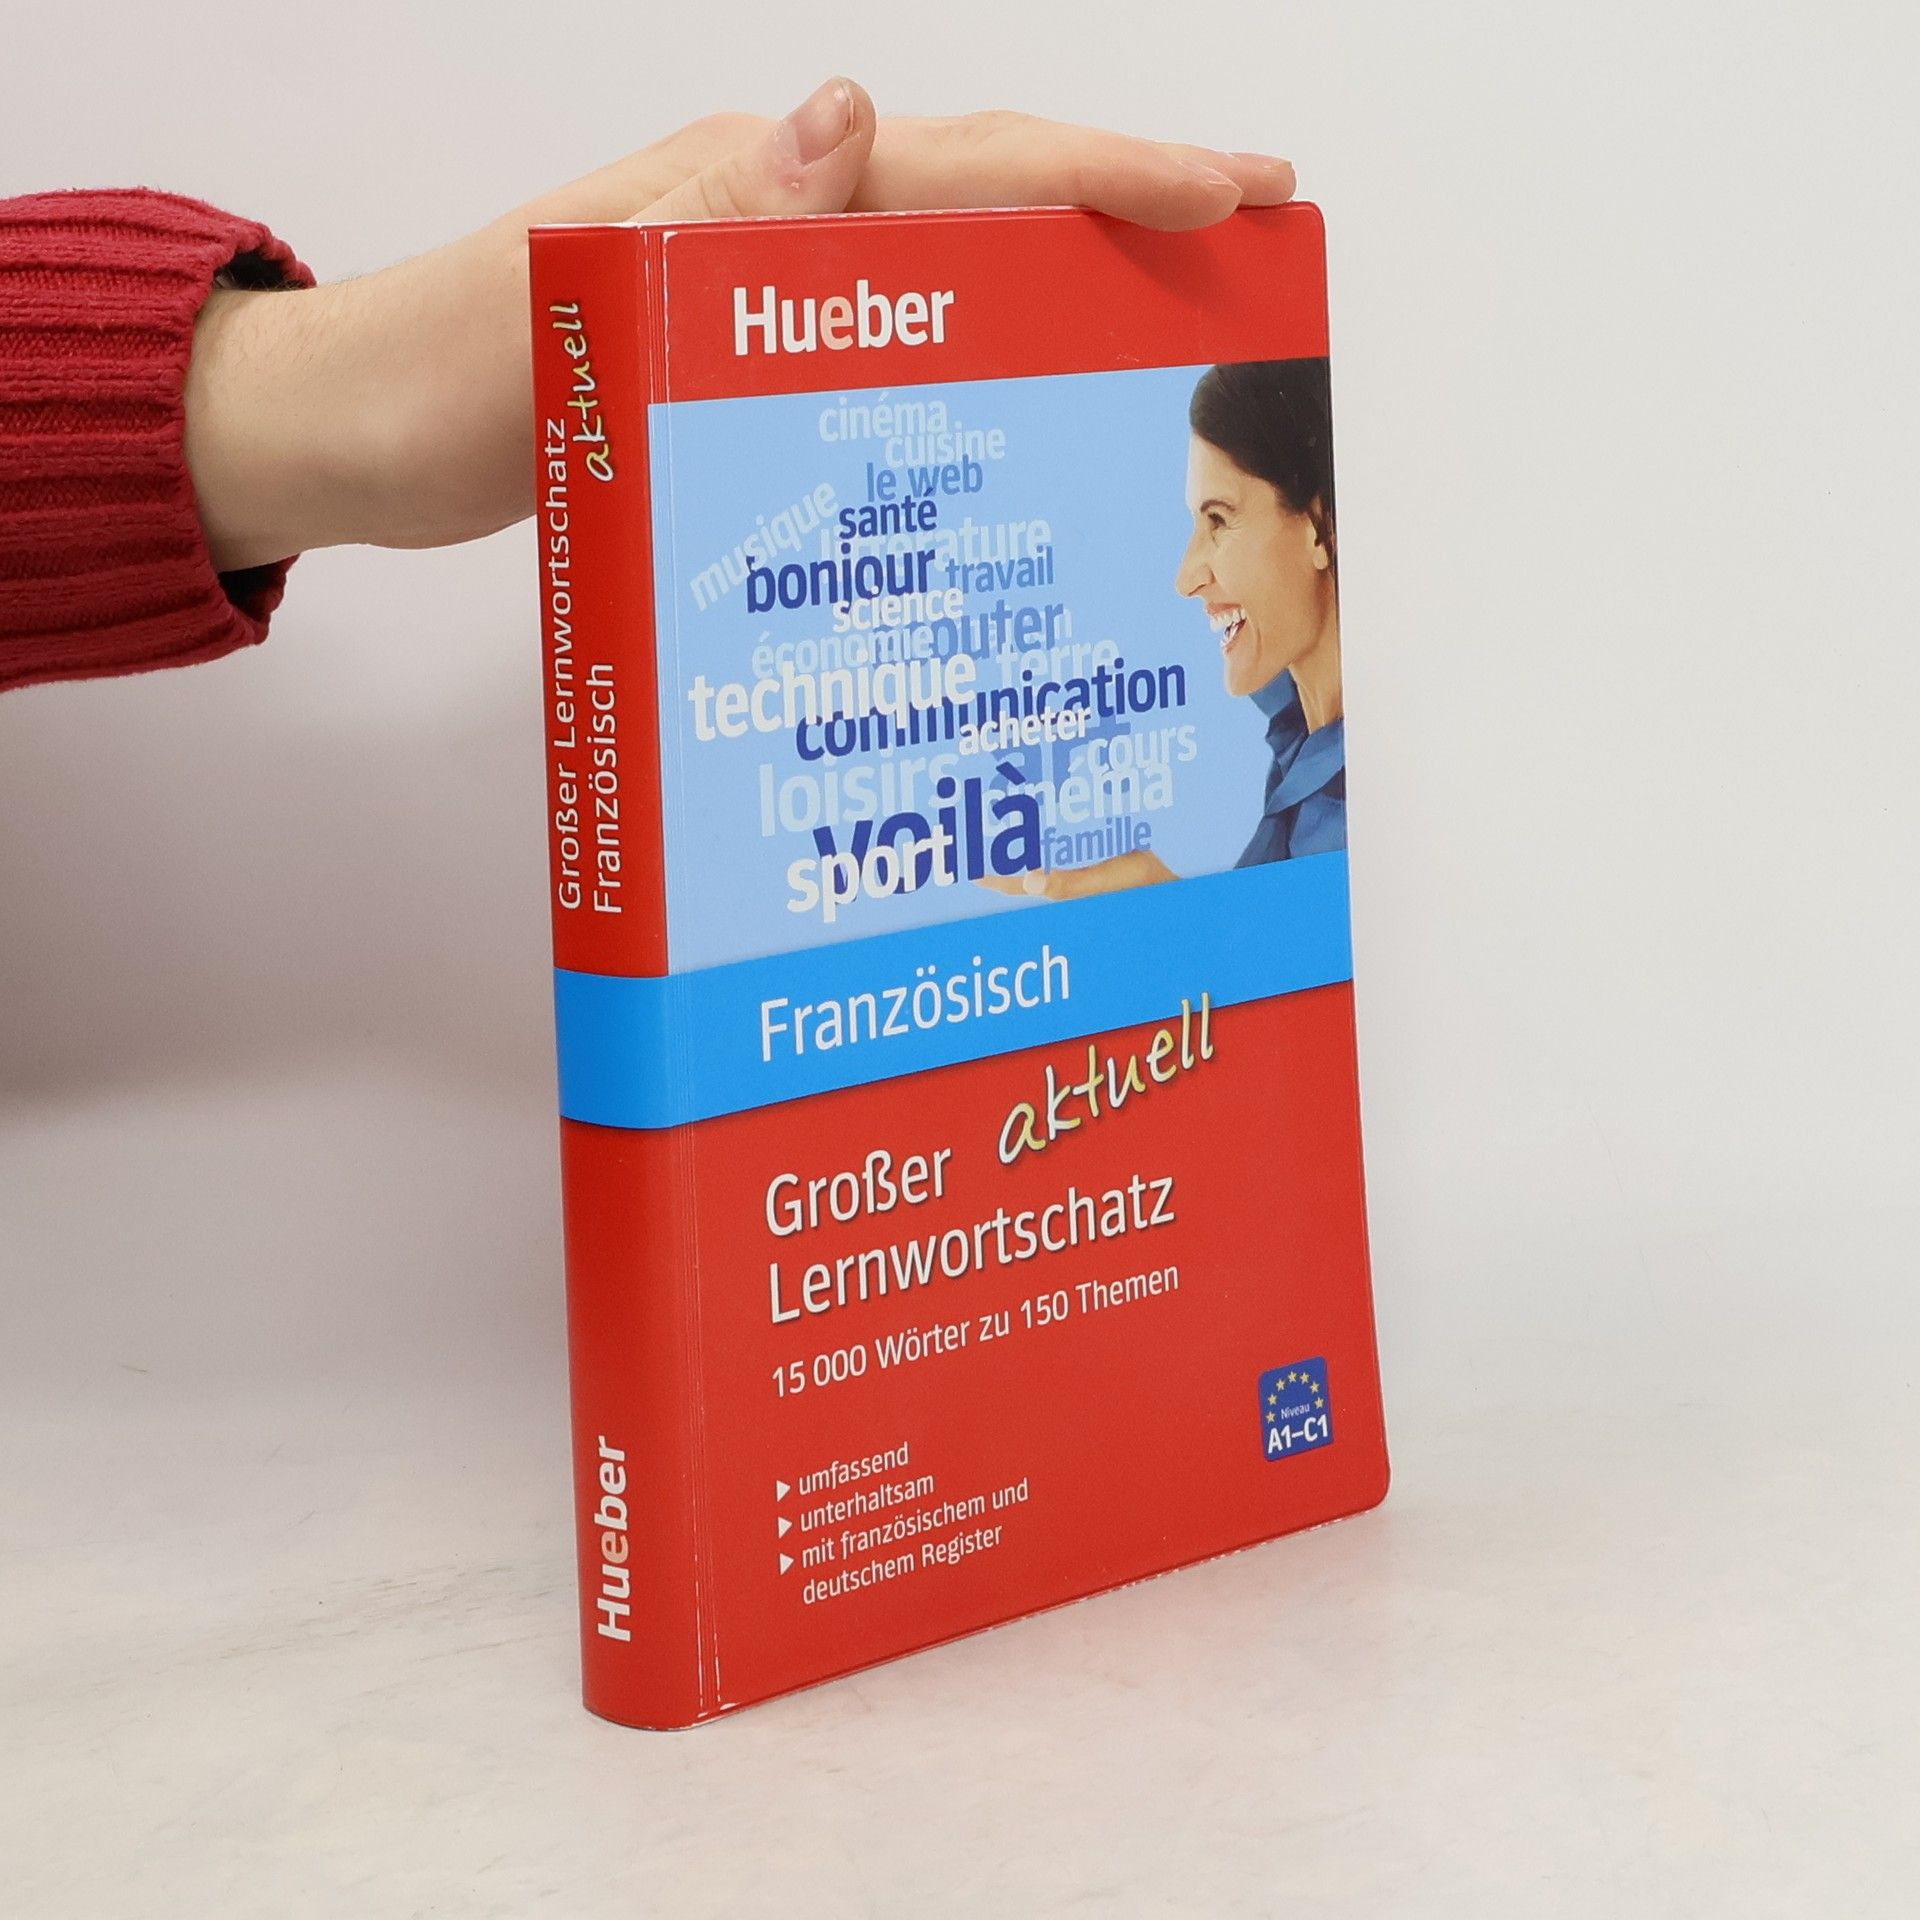 Großer Lernwortschatz
aktuell
Französisch
Hueber
Hueber
cinéma
cuisine
le web
musique
santé
littérature
bonjour
travail
science
écouter
économie
terre
technique
communication
acheter
cours
loisirs
cinéma
voilà
sport
famille
Französisch
aktuell
Großer
Lernwortschatz
15 000 Wörter zu 150 Themen
Niveau
A1–C1
▶ umfassend
▶ unterhaltsam
▶ mit französischem und
deutschem Register